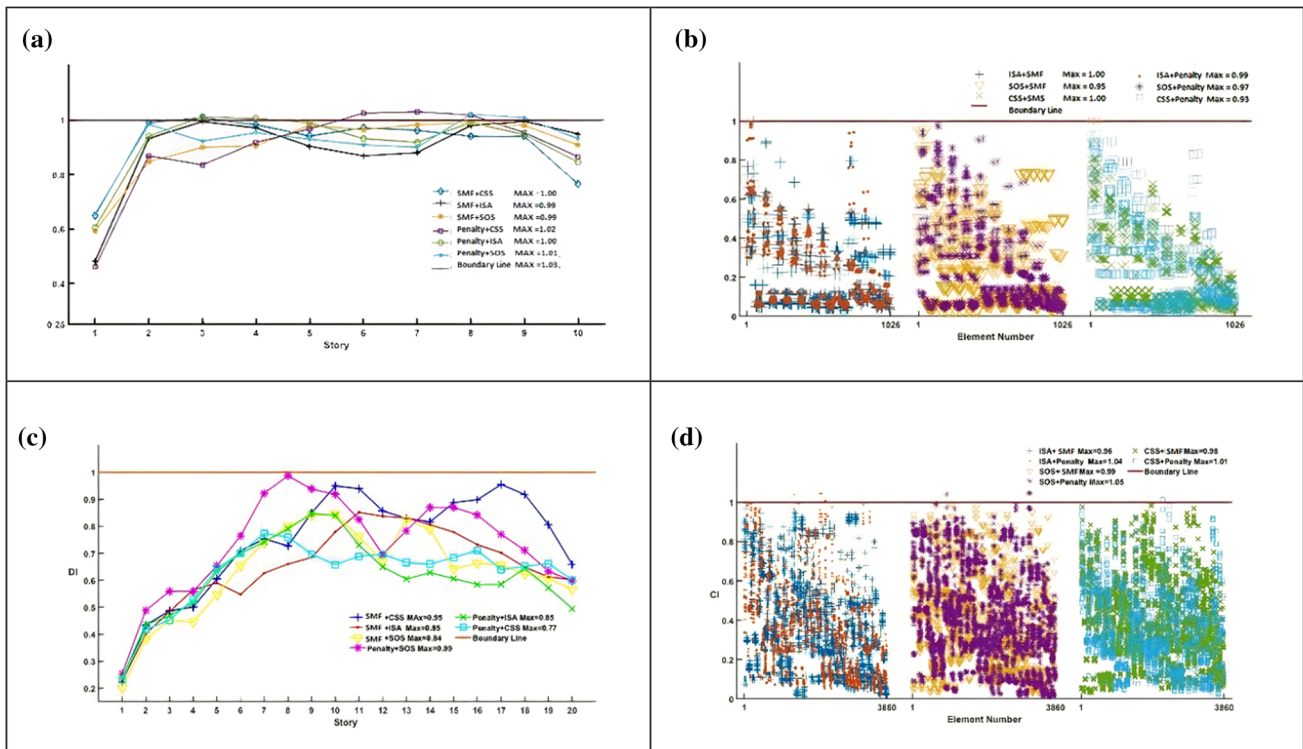 (a)
1
0.8
0.6
0.4
0.25
1 2 3 4 5 6 7 8 9 10
Story
SMF+CSS MAX =1.00
SMF+ISA MAX =0.99
SMF+SOS MAX =0.99
Penalty+CSS MAX =1.02
Penalty+ISA MAX =1.00
Penalty+SOS MAX =1.01
Boundary Line MAX =1.03
(b)
ISA+SMF Max = 1.00
SOS+SMF Max = 0.95
CSS+SMS Max = 1.00
Boundary Line
ISA+Penalty Max = 0.99
SOS+Penalty Max = 0.97
CSS+Penalty Max = 0.93
1
0.8
0.6
0.4
0.2
0
1 1026 1 1026 1 1026
Element Number
(c)
DI
1
0.9
0.8
0.7
0.6
0.5
0.4
0.3
0.2
1 2 3 4 5 6 7 8 9 10 11 12 13 14 15 16 17 18 19 20
Story
SMF +CSS MAx=0.95
SMF +ISA Max=0.85
SMF +SOS Max=0.84
Penalty+SOS Max=0.99
Penalty+ISA Max=0.85
Penalty+CSS Max=0.77
Boundary Line
(d)
ISA+ SMF Max=0.96
ISA+Penalty Max=1.04
SOS+SMF Max=0.99
SOS+Penalty Max=1.05
CSS+SMF Max=0.98
CSS+Penalty Max=1.01
Boundary Line
CI
1
0.8
0.6
0.4
0.2
0
1 3860 1 3860 1 3860
Element Number